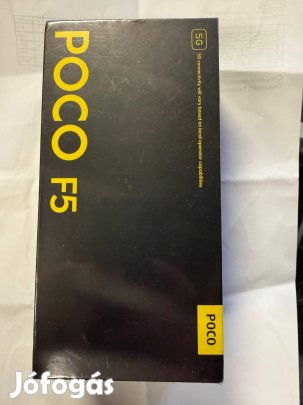 POCO F5
5G
5G connectivity will vary based on local operator capabilities
POCO
Jófogás